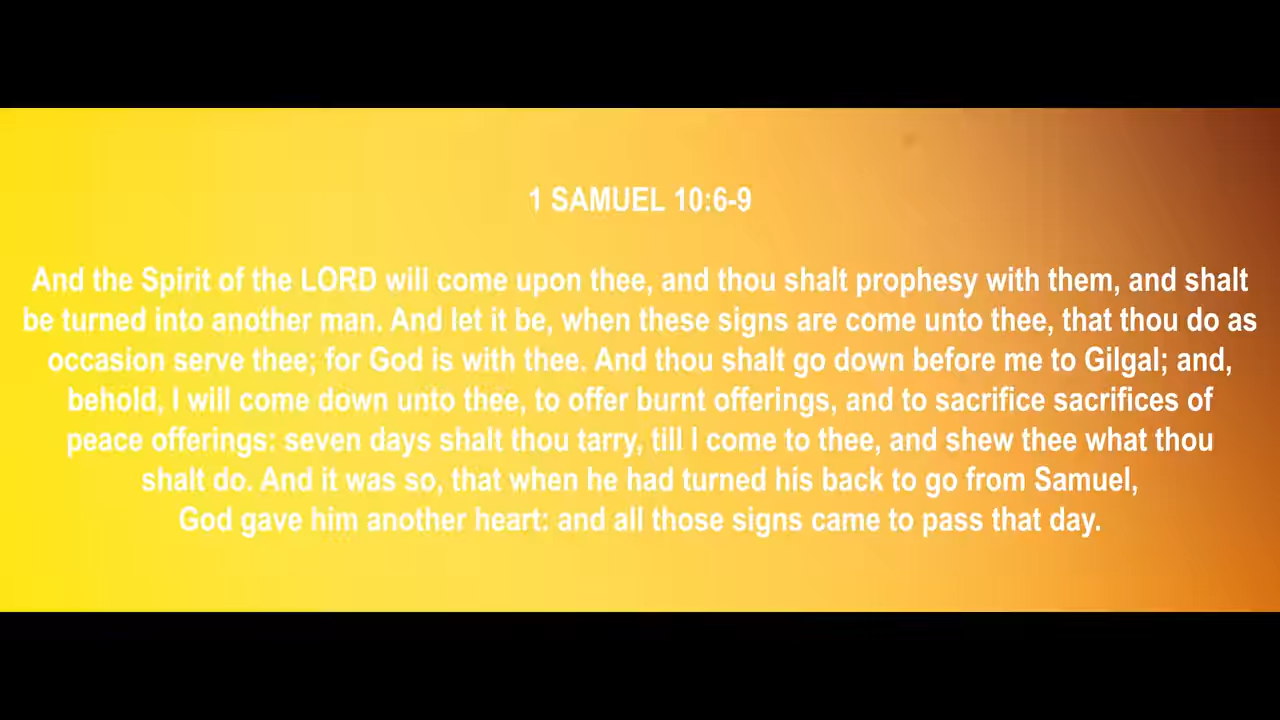 1 SAMUEL 10:6-9
And the Spirit of the LORD will come upon thee, and thou shalt prophesy with them, and shalt
be turned into another man. And let it be, when these signs are come unto thee, that thou do as
occasion serve thee; for God is with thee. And thou shalt go down before me to Gilgal; and,
behold, I will come down unto thee, to offer burnt offerings, and to sacrifice sacrifices of
peace offerings: seven days shalt thou tarry, till I come to thee, and shew thee what thou
shalt do. And it was so, that when he had turned his back to go from Samuel,
God gave him another heart: and all those signs came to pass that day.